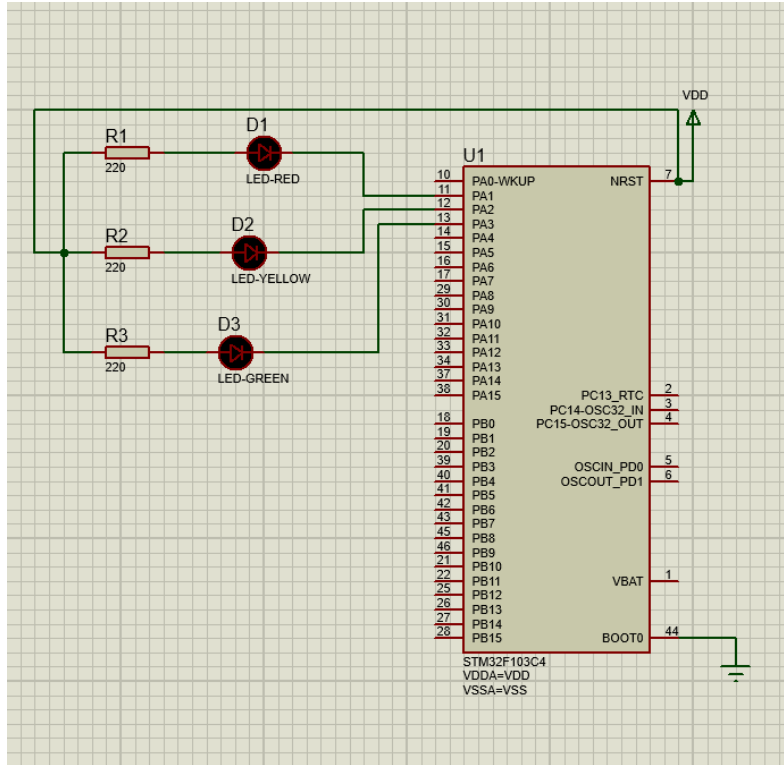 VDD
R1
220
D1
LED-RED
R2
220
D2
LED-YELLOW
R3
220
D3
LED-GREEN
U1
10 PA0-WKUP NRST 7
11 PA1
12 PA2
13 PA3
14 PA4
15 PA5
16 PA6
17 PA7
29 PA8
30 PA9
31 PA10
32 PA11
33 PA12
34 PA13
37 PA14
38 PA15 PC13_RTC 2
PC14-OSC32_IN 3
18 PB0 PC15-OSC32_OUT 4
19 PB1
20 PB2
39 PB3 OSCIN_PD0 5
40 PB4 OSCOUT_PD1 6
41 PB5
42 PB6
43 PB7
45 PB8
46 PB9
21 PB10
22 PB11 VBAT 1
25 PB12
26 PB13
27 PB14
28 PB15 BOOT0 44
STM32F103C4
VDDA=VDD
VSSA=VSS